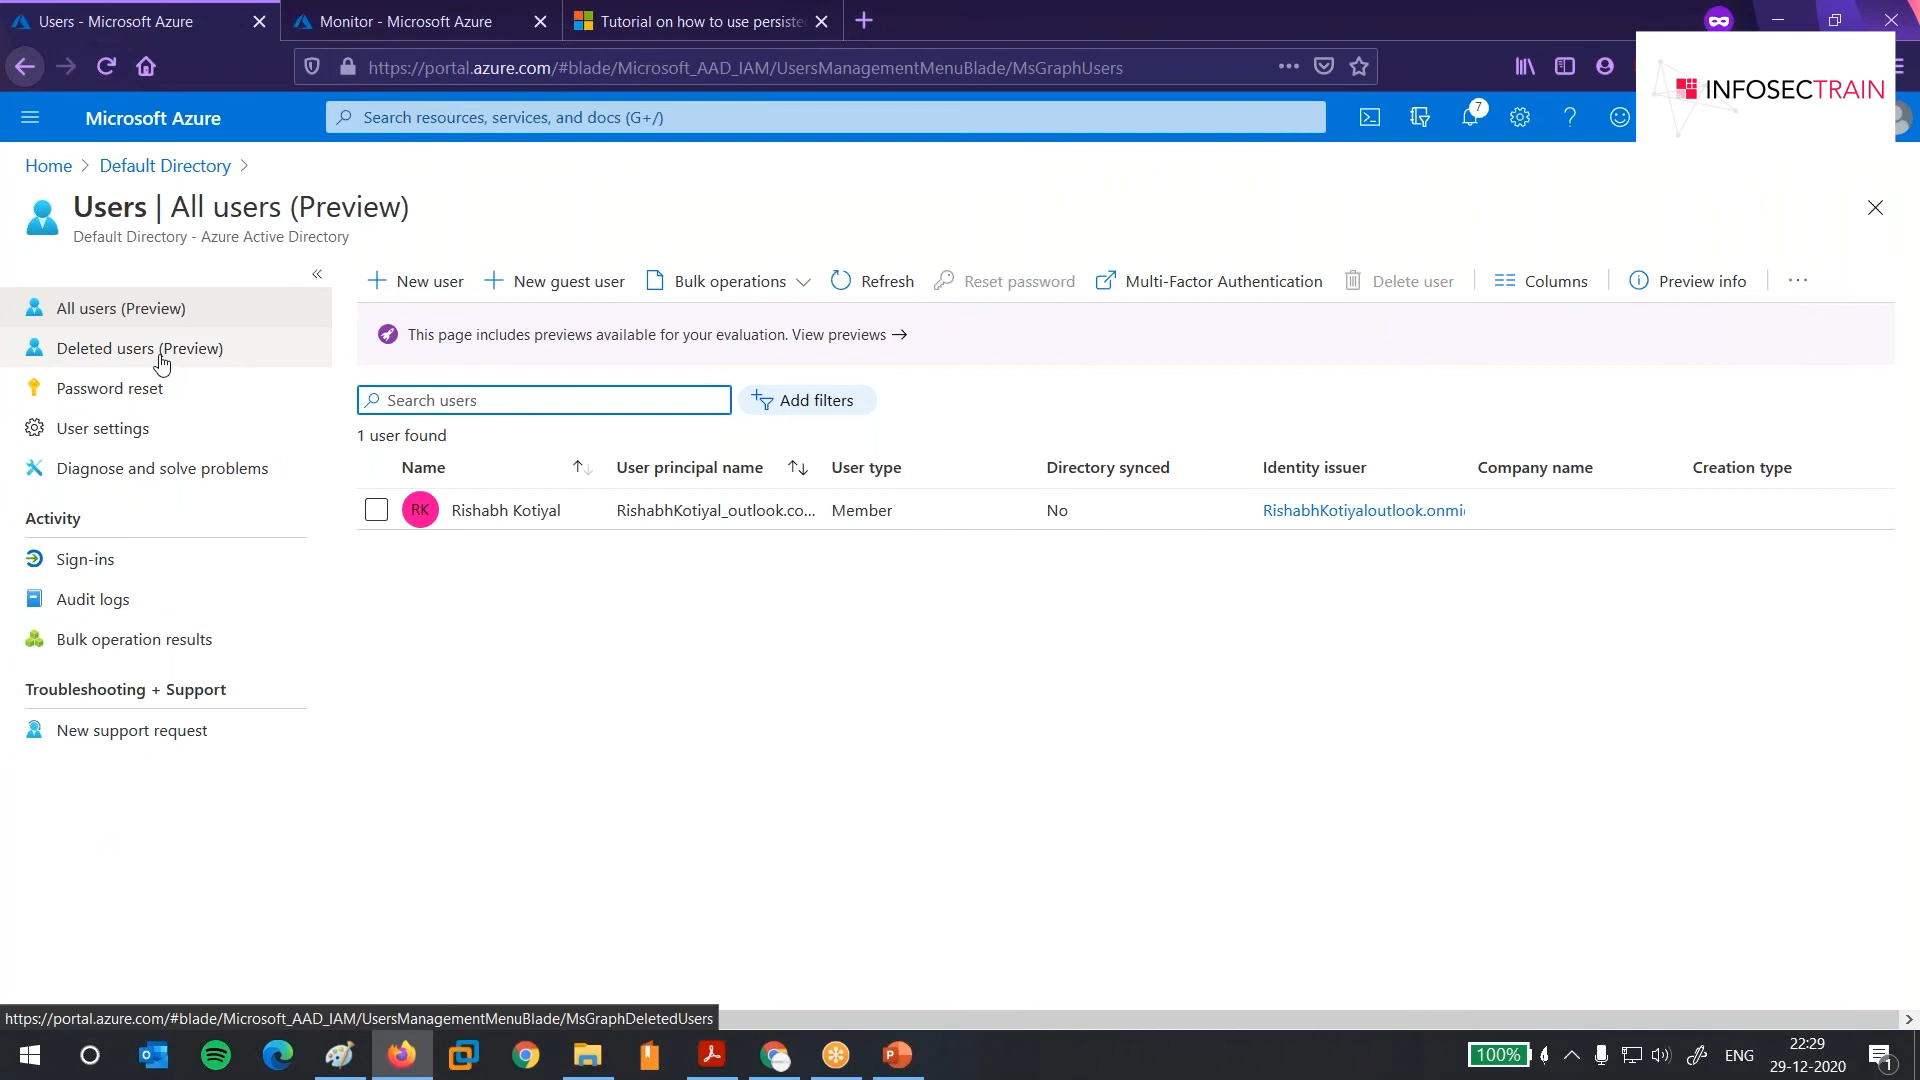 Users - Microsoft Azure
Monitor - Microsoft Azure
Tutorial on how to use persiste
https://portal.azure.com/#blade/Microsoft_AAD_IAM/UsersManagementMenuBlade/MsGraphUsers
INFOSECTRAIN
Microsoft Azure
Search resources, services, and docs (G+/)
7
Home > Default Directory >
Users | All users (Preview)
Default Directory - Azure Active Directory
«
New user
New guest user
Bulk operations
Refresh
Reset password
Multi-Factor Authentication
Delete user
Columns
Preview info
All users (Preview)
Deleted users (Preview)
Password reset
User settings
Diagnose and solve problems
Activity
Sign-ins
Audit logs
Bulk operation results
Troubleshooting + Support
New support request
This page includes previews available for your evaluation. View previews →
Search users
Add filters
1 user found
Name User principal name User type Directory synced Identity issuer Company name Creation type
RK Rishabh Kotiyal RishabhKotiyal_outlook.co... Member No RishabhKotiyaloutlook.onmi
https://portal.azure.com/#blade/Microsoft_AAD_IAM/UsersManagementMenuBlade/MsGraphDeletedUsers
100%
ENG
22:29
29-12-2020
1